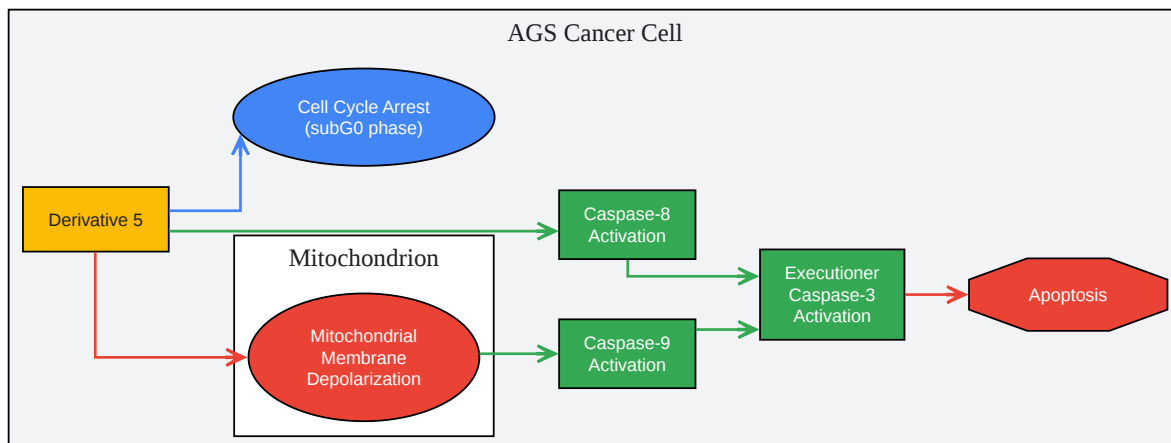 AGS Cancer Cell
Cell Cycle Arrest
(subG0 phase)
Derivative 5
Caspase-8
Activation
Mitochondrion
Mitochondrial
Membrane
Depolarization
Caspase-9
Activation
Executioner
Caspase-3
Activation
Apoptosis